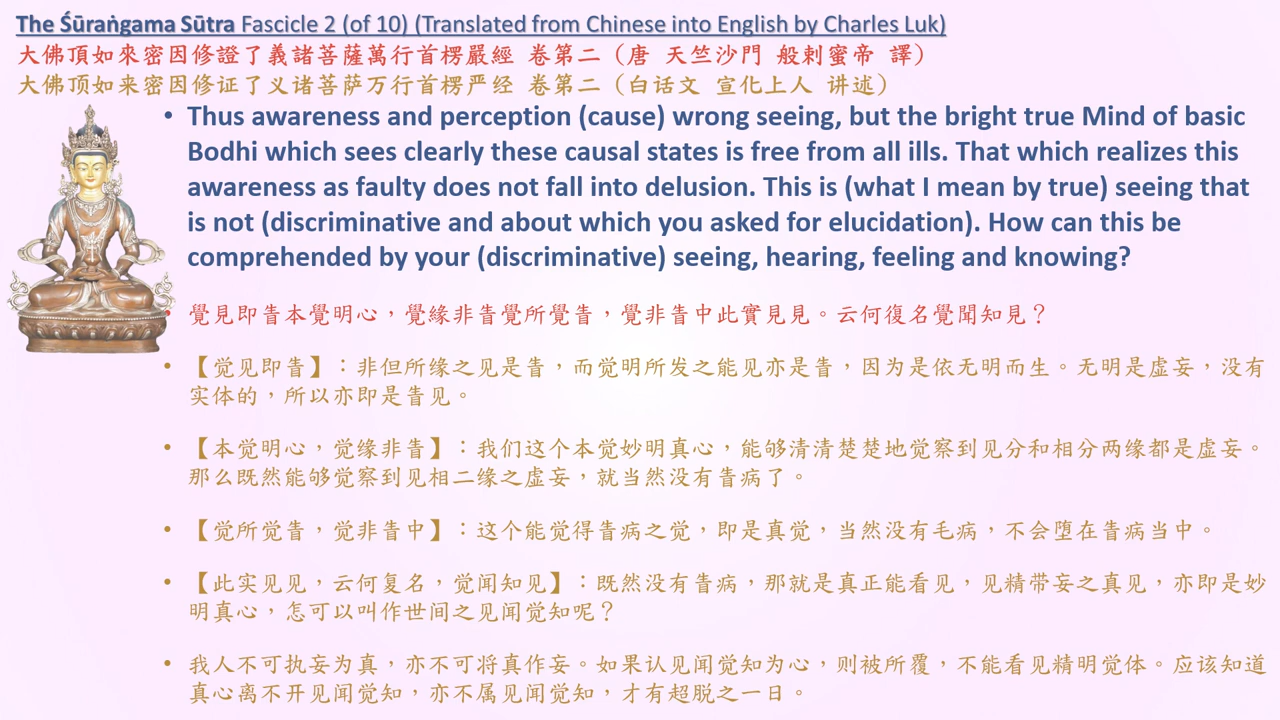 The Śūraṅgama Sūtra Fascicle 2 (of 10) (Translated from Chinese into English by Charles Luk)
大佛頂如來密因修證了義諸菩薩萬行首楞嚴經 卷第二（唐 天竺沙門 般剌蜜帝 譯）
大佛顶如来密因修证了义诸菩萨万行首楞严经 卷第二（白话文 宣化上人 讲述）
• Thus awareness and perception (cause) wrong seeing, but the bright true Mind of basic
Bodhi which sees clearly these causal states is free from all ills. That which realizes this
awareness as faulty does not fall into delusion. This is (what I mean by true) seeing that
is not (discriminative and about which you asked for elucidation). How can this be
comprehended by your (discriminative) seeing, hearing, feeling and knowing?
• 覺見即眚本覺明心，覺緣非眚覺所覺眚，覺非眚中此實見見。云何復名覺聞知見？
• 【觉见即眚】：非但所缘之见是眚，而觉明所发之能见亦是眚，因为是依无明而生。无明是虚妄，没有
实体的，所以亦即是眚见。
• 【本觉明心，觉缘非眚】：我们这个本觉妙明真心，能够清清楚楚地觉察到见分和相分两缘都是虚妄。
那么既然能够觉察到见相二缘之虚妄，就当然没有眚病了。
• 【觉所觉眚，觉非眚中】：这个能觉得眚病之觉，即是真觉，当然没有毛病，不会堕在眚病当中。
• 【此实见见，云何复名，觉闻知见】：既然没有眚病，那就是真正能看见，见精带妄之真见，亦即是妙
明真心，怎可以叫作世间之见闻觉知呢？
• 我人不可执妄为真，亦不可将真作妄。如果认见闻觉知为心，则被所覆，不能看见精明觉体。应该知道
真心离不开见闻觉知，亦不属见闻觉知，才有超脱之一日。